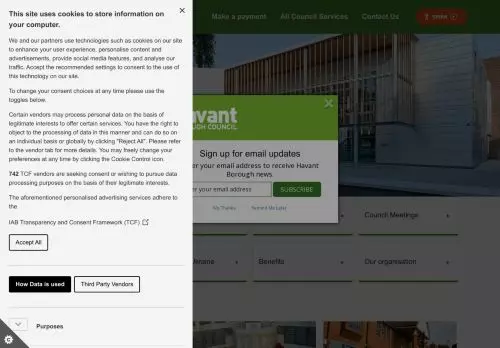 This site uses cookies to store information on
your computer.
We and our partners use technologies such as cookies on our site
to enhance your user experience, personalise content and
advertisements, provide social media features, and analyse our
traffic. Accept the recommended settings to consent to the use of
this technology on our site.
To change your consent choices at any time please use the
toggles below.
Certain vendors may process personal data on the basis of
legitimate interests to offer certain services. You have the right to
object to the processing of data in this manner and can do so on
an individual basis or globally by clicking "Reject All". Please refer
to the vendor tab for more details. You may freely change your
preferences at any time by clicking the Cookie Control icon.
742 TCF vendors are seeking consent or wishing to pursue data
processing purposes on the basis of their legitimate interests.
The aforementioned personalised advertising services adhere to
the
IAB Transparency and Consent Framework (TCF)
Accept All
How Data is used
Third Party Vendors
Purposes
Make a payment
All Council Services
Contact Us
vant
UGH COUNCIL
Sign up for email updates
er your email address to receive Havant
Borough news.
er your email address
SUBSCRIBE
No Thanks
Remind Me Later
Council Meetings
kraine
Benefits
Our organisation